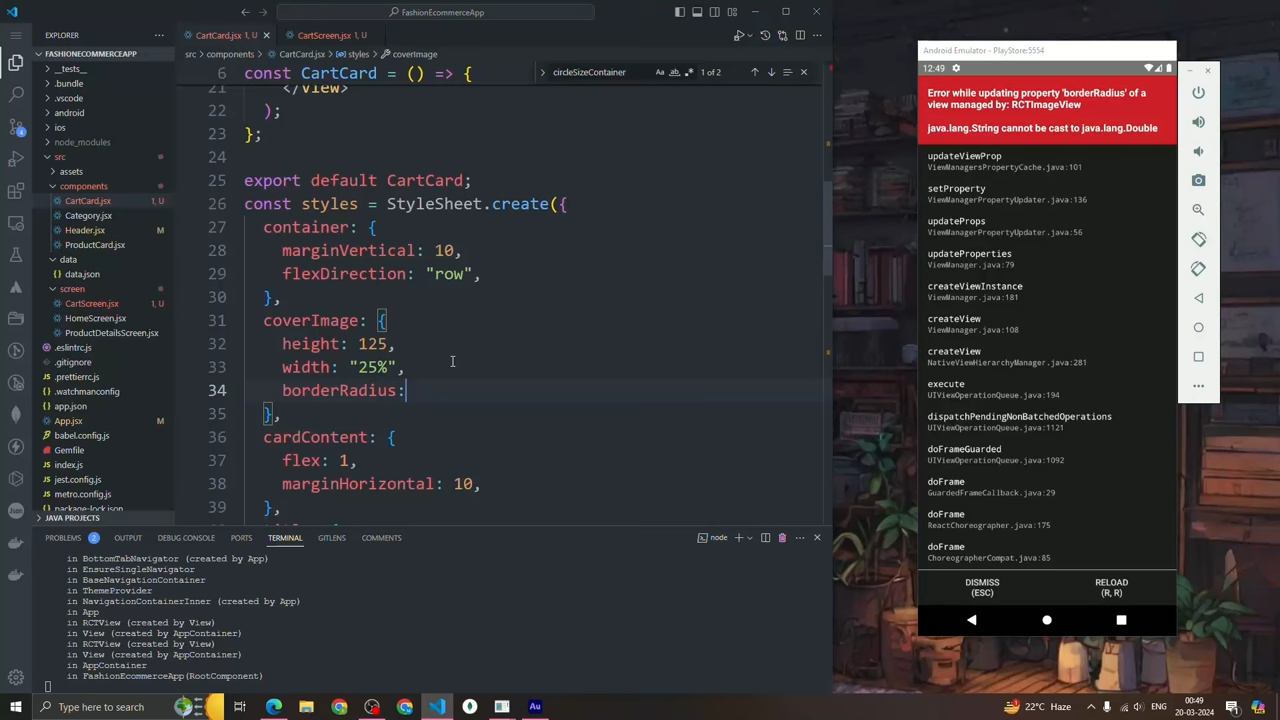 FashionEcommerceApp
EXPLORER
FASHIONECOMMERCEAPP
__tests__
.bundle
.vscode
android
ios
node_modules
src
assets
components
CartCard.jsx 1, U
Category.jsx
Header.jsx M
ProductCard.jsx
data
data.json
screen
CartScreen.jsx 1, U
HomeScreen.jsx
ProductDetailsScreen.jsx
.eslintrc.js
.gitignore
.prettierrc.js
.watchmanconfig
app.json
App.jsx M
babel.config.js
Gemfile
index.js
jest.config.js
metro.config.js
package-lock.json
JAVA PROJECTS
CartCard.jsx 1, U
CartScreen.jsx 1, U
src > components > CartCard.jsx > styles > coverImage
circleSizeContainer
Aa ab 1 of 2
6 const CartCard = () => {
21 </View>
22 );
23 };
24
25 export default CartCard;
26 const styles = StyleSheet.create({
27 container: {
28 marginVertical: 10,
29 flexDirection: "row",
30 },
31 coverImage: {
32 height: 125,
33 width: "25%",
34 borderRadius:
35 },
36 cardContent: {
37 flex: 1,
38 marginHorizontal: 10,
39 },
PROBLEMS 2 OUTPUT DEBUG CONSOLE PORTS TERMINAL GITLENS COMMENTS
node
in BottomTabNavigator (created by App)
in EnsureSingleNavigator
in BaseNavigationContainer
in ThemeProvider
in NavigationContainerInner (created by App)
in App
in RCTView (created by View)
in View (created by AppContainer)
in RCTView (created by View)
in View (created by AppContainer)
in AppContainer
in FashionEcommerceApp(RootComponent)
Android Emulator - PlayStore:5554
12:49
Error while updating property 'borderRadius' of a
view managed by: RCTImageView
java.lang.String cannot be cast to java.lang.Double
updateViewProp
ViewManagersPropertyCache.java:101
setProperty
ViewManagerPropertyUpdater.java:136
updateProps
ViewManagerPropertyUpdater.java:56
updateProperties
ViewManager.java:79
createViewInstance
ViewManager.java:181
createView
ViewManager.java:108
createView
NativeViewHierarchyManager.java:281
execute
UIViewOperationQueue.java:194
dispatchPendingNonBatchedOperations
UIViewOperationQueue.java:1121
doFrameGuarded
UIViewOperationQueue.java:1092
doFrame
GuardedFrameCallback.java:29
doFrame
ReactChoreographer.java:175
doFrame
ChoreographerCompat.java:85
DISMISS
(ESC)
RELOAD
(R, R)
Type here to search
Au
22°C Haze
ENG
00:49
20-03-2024